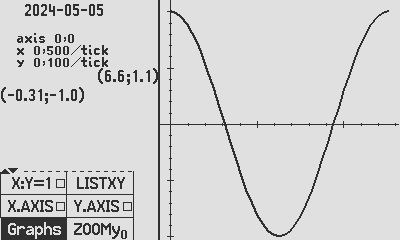 2024-05-05
axis 0;0
x 0;500/tick
y 0;100/tick
(6.6;1.1)
(-0.31;-1.0)
X:Y=1 LISTXY
X.AXIS Y.AXIS
Graphs ZOOMy0